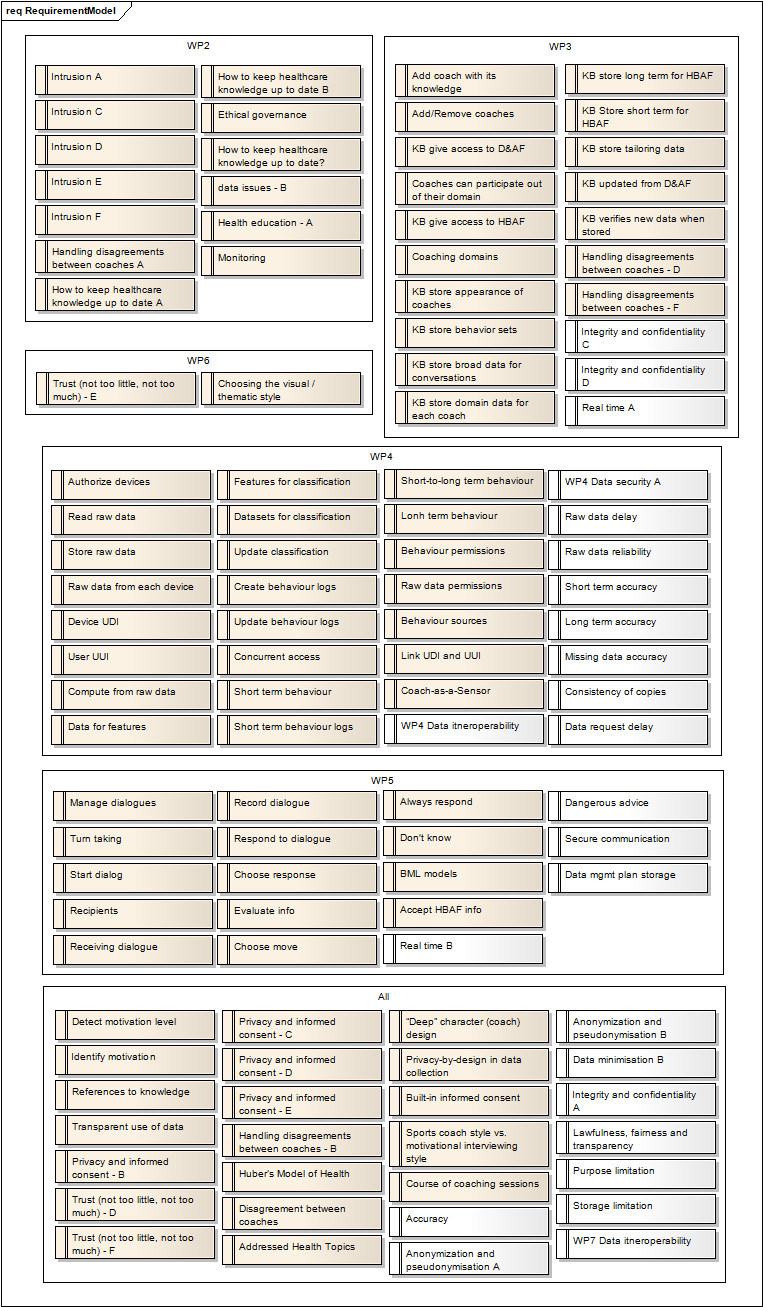 req RequirementModel
WP2
Intrusion A
Intrusion C
Intrusion D
Intrusion E
Intrusion F
Handling disagreements
between coaches A
How to keep healthcare
knowledge up to date A
How to keep healthcare
knowledge up to date B
Ethical governance
How to keep healthcare
knowledge up to date?
data issues - B
Health education - A
Monitoring
WP3
Add coach with its
knowledge
Add/Remove coaches
KB give access to D&AF
Coaches can participate out
of their domain
KB give access to HBAF
Coaching domains
KB store appearance of
coaches
KB store behavior sets
KB store broad data for
conversations
KB store domain data for
each coach
KB store long term for HBAF
KB Store short term for
HBAF
KB store tailoring data
KB updated from D&AF
KB verifies new data when
stored
Handling disagreements
between coaches - D
Handling disagreements
between coaches - F
Integrity and confidentiality
C
Integrity and confidentiality
D
Real time A
WP6
Trust (not too little, not too
much) - E
Choosing the visual /
thematic style
WP4
Authorize devices
Read raw data
Store raw data
Raw data from each device
Device UDI
User UUI
Compute from raw data
Data for features
Features for classification
Datasets for classification
Update classification
Create behaviour logs
Update behaviour logs
Concurrent access
Short term behaviour
Short term behaviour logs
Short-to-long term behaviour
Lonh term behaviour
Behaviour permissions
Raw data permissions
Behaviour sources
Link UDI and UUI
Coach-as-a-Sensor
WP4 Data itneroperability
WP4 Data security A
Raw data delay
Raw data reliability
Short term accuracy
Long term accuracy
Missing data accuracy
Consistency of copies
Data request delay
WP5
Manage dialogues
Turn taking
Start dialog
Recipients
Receiving dialogue
Record dialogue
Respond to dialogue
Choose response
Evaluate info
Choose move
Always respond
Don't know
BML models
Accept HBAF info
Real time B
Dangerous advice
Secure communication
Data mgmt plan storage
All
Detect motivation level
Identify motivation
References to knowledge
Transparent use of data
Privacy and informed
consent - B
Trust (not too little, not too
much) - D
Trust (not too little, not too
much) - F
Privacy and informed
consent - C
Privacy and informed
consent - D
Privacy and informed
consent - E
Handling disagreements
between coaches - B
Huber's Model of Health
Disagreement between
coaches
Addressed Health Topics
"Deep" character (coach)
design
Privacy-by-design in data
collection
Built-in informed consent
Sports coach style vs.
motivational interviewing
style
Course of coaching sessions
Accuracy
Anonymization and
pseudonymisation A
Anonymization and
pseudonymisation B
Data minimisation B
Integrity and confidentiality
A
Lawfulness, fairness and
transparency
Purpose limitation
Storage limitation
WP7 Data itneroperability